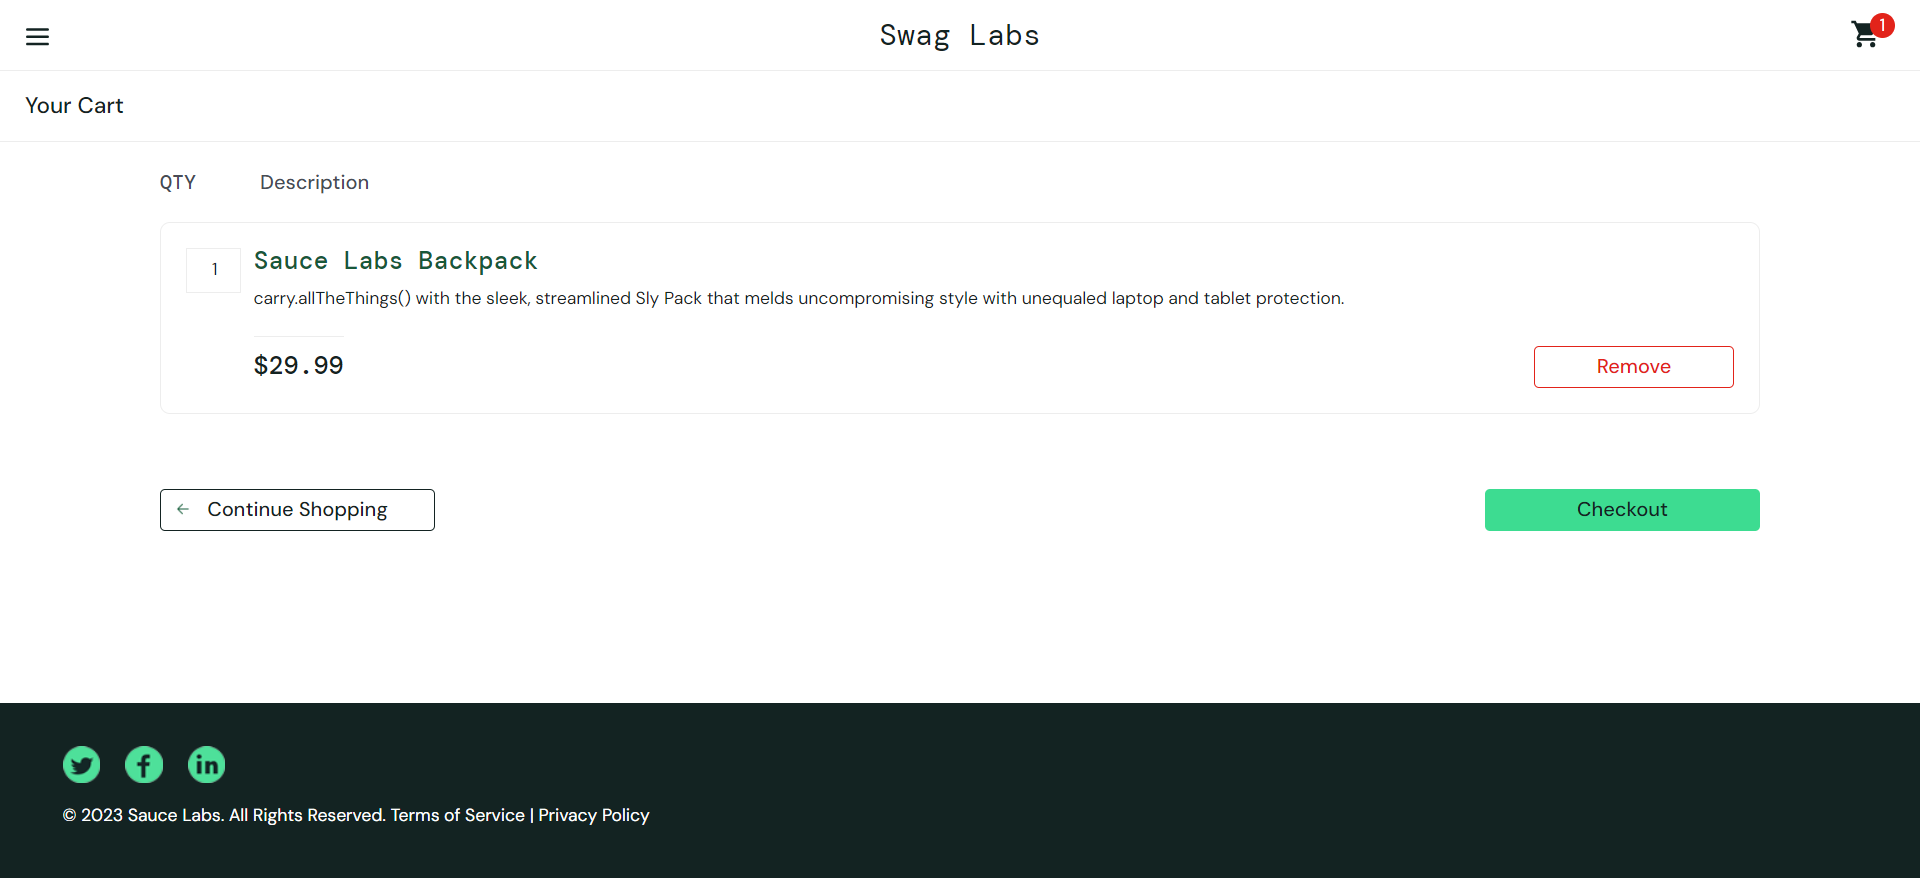 Swag Labs
1
Your Cart
QTY Description
1
Sauce Labs Backpack
carry.allTheThings() with the sleek, streamlined Sly Pack that melds uncompromising style with unequaled laptop and tablet protection.
$29.99
Remove
Continue Shopping
Checkout
© 2023 Sauce Labs. All Rights Reserved. Terms of Service | Privacy Policy